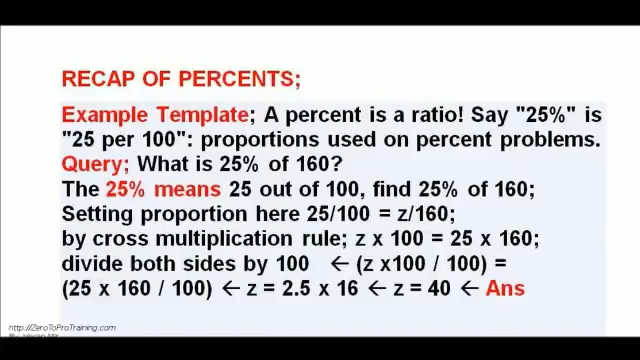 RECAP OF PERCENTS;
Example Template; A percent is a ratio! Say "25%" is
"25 per 100": proportions used on percent problems.
Query; What is 25% of 160?
The 25% means 25 out of 100, find 25% of 160;
Setting proportion here 25/100 = z/160;
by cross multiplication rule; z x 100 = 25 x 160;
divide both sides by 100 ← (z x100 / 100) =
(25 x 160 / 100) ← z = 2.5 x 16 ← z = 40 ← Ans
http://ZeroToProTraining.com